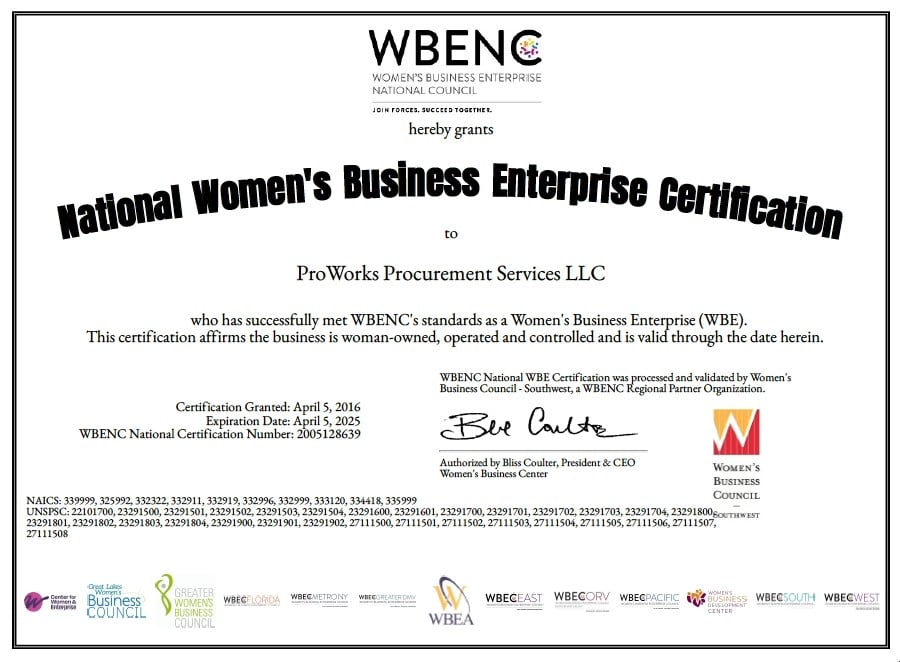 WBENC
WOMEN'S BUSINESS ENTERPRISE
NATIONAL COUNCIL
JOIN FORCES. SUCCEED TOGETHER.
hereby grants
National Women's Business Enterprise Certification
to
ProWorks Procurement Services LLC
who has successfully met WBENC's standards as a Women's Business Enterprise (WBE).
This certification affirms the business is woman-owned, operated and controlled and is valid through the date herein.
WBENC National WBE Certification was processed and validated by Women's
Business Council - Southwest, a WBENC Regional Partner Organization.
Certification Granted: April 5, 2016
Expiration Date: April 5, 2025
WBENC National Certification Number: 2005128639
Authorized by Bliss Coulter, President & CEO
Women's Business Center
WOMEN'S
BUSINESS
COUNCIL
SOUTHWEST
NAICS: 339999, 325992, 332322, 332911, 332919, 332996, 332999, 333120, 334418, 335999
UNSPSC: 22101700, 23291500, 23291501, 23291502, 23291503, 23291504, 23291600, 23291601, 23291700, 23291701, 23291702, 23291703, 23291704, 23291800,
23291801, 23291802, 23291803, 23291804, 23291900, 23291901, 23291902, 27111500, 27111501, 27111502, 27111503, 27111504, 27111505, 27111506, 27111507,
27111508
Center for
Women &
Enterprise
Great Lakes
Women's
Business
COUNCIL
GREATER
WOMEN'S
BUSINESS
COUNCIL
WBECFLORIDA
WBECMETRONY
WBECGREATERDMV
WBEA
WBECEAST
WBECORV
WBECPACIFIC
WOMEN'S
BUSINESS
DEVELOPMENT
CENTER
WBECSOUTH
WBECWEST